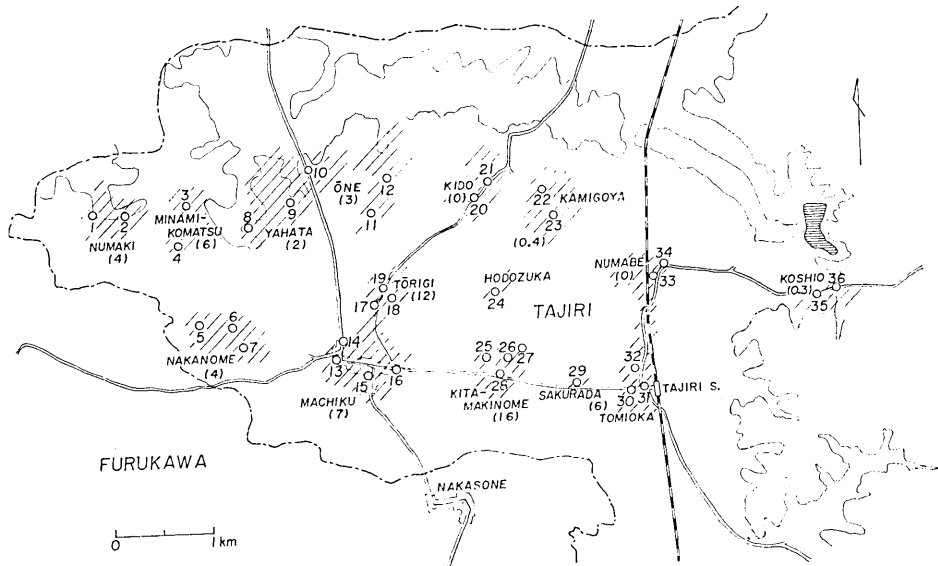 10
21
ŌNE
(3)
12
KIDO
(0)
20
22
KAMIGOYA
3
MINAMI-
KOMATSU
(6)
4
8
9
YAHATA
(2)
11
23
(0.4)
1
2
NUMAKI
(4)
NUMABE
(0)
34
33
KOSHIO
(0.3)
36
35
19
TŌRIGI
(12)
17
18
HODOZUKA
24
TAJIRI
5
6
7
NAKANOME
(4)
14
13
15
16
MACHIKU
(7)
25
26
27
28
KITA-
MAKINOME
(16)
29
SAKURADA
(6)
32
TAJIRI S.
30
31
TOMIOKA
FURUKAWA
NAKASONE
0
1 km